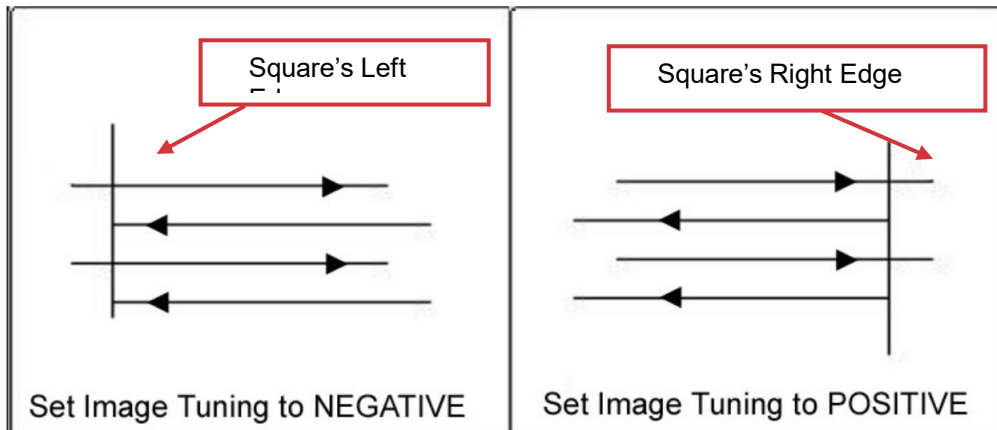 Square's Left
Square’s Right Edge
Set Image Tuning to NEGATIVE
Set Image Tuning to POSITIVE